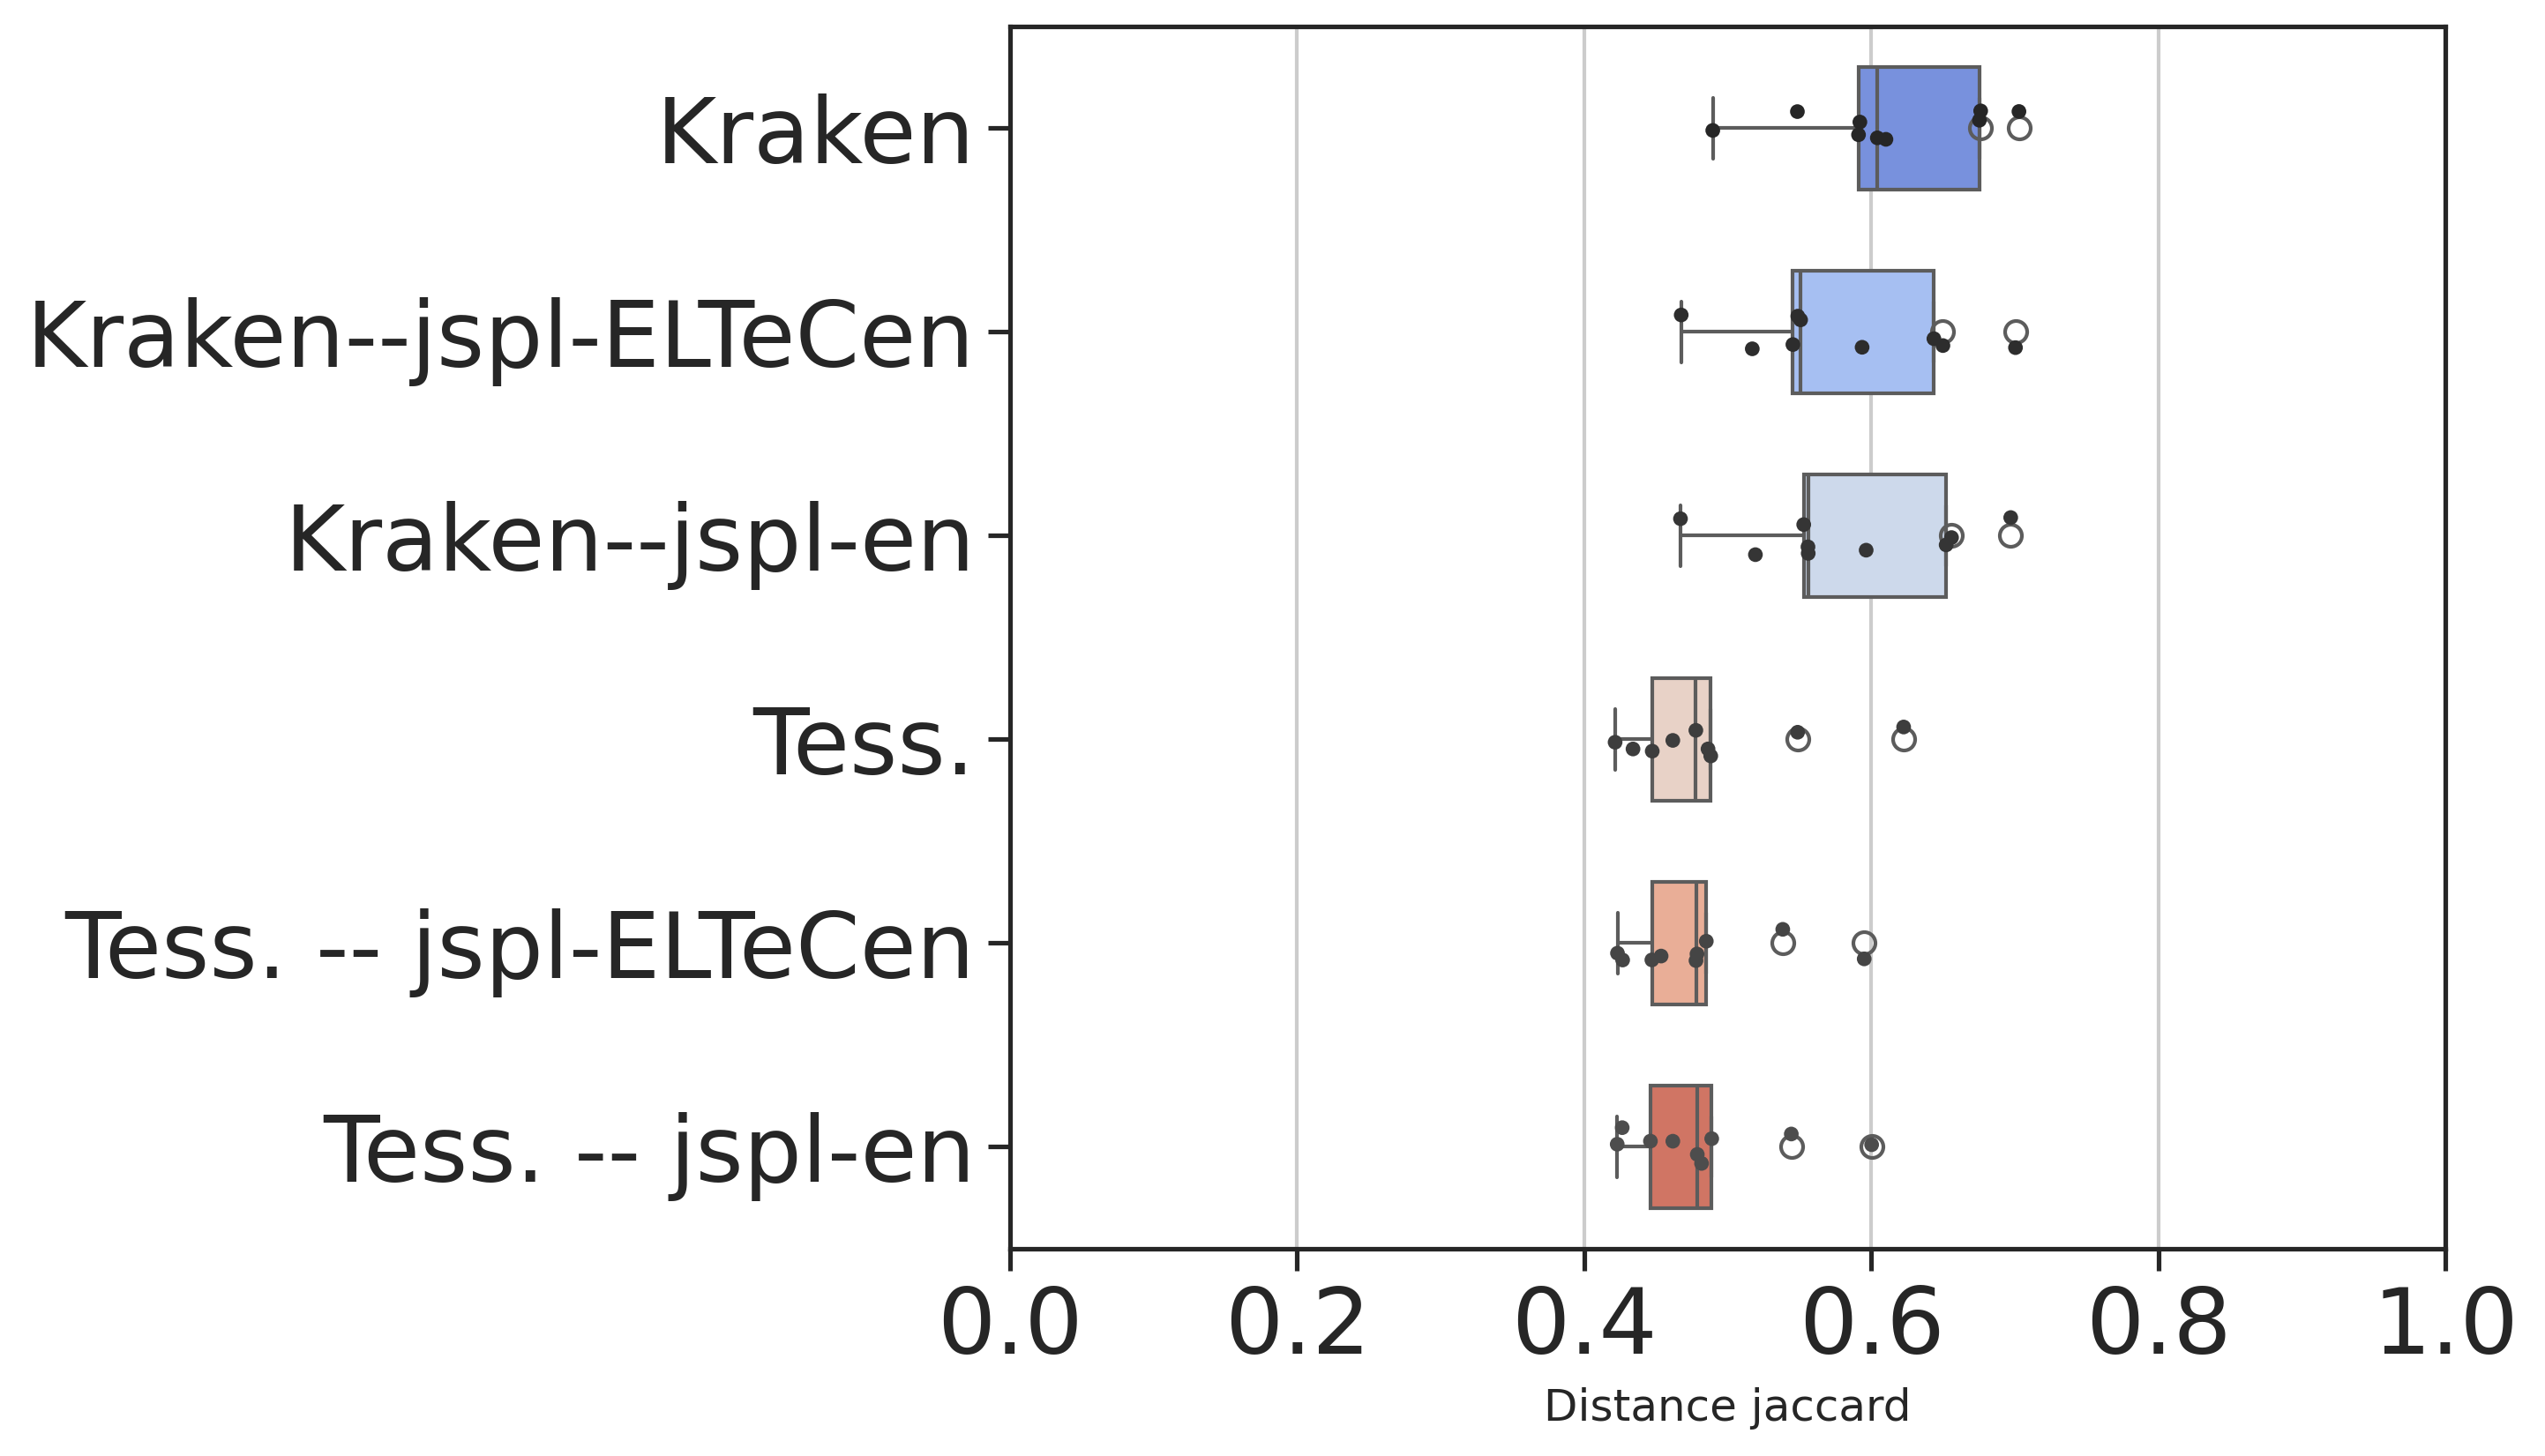 Kraken
Kraken--jspl-ELTeCen
Kraken--jspl-en
Tess.
Tess. -- jspl-ELTeCen
Tess. -- jspl-en
0.0 0.2 0.4 0.6 0.8 1.0
Distance jaccard